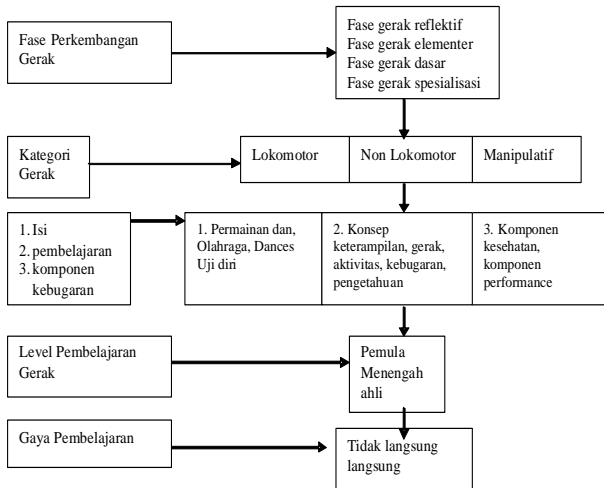 Fase Perkembangan
Gerak
Fase gerak reflektif
Fase gerak elementer
Fase gerak dasar
Fase gerak spesialisasi
Kategori
Gerak
Lokomotor
Non Lokomotor
Manipulatif
1. Isi
2. pembelajaran
3. komponen
kebugaran
1. Permainan dan,
Olahraga, Dances
Uji diri
2. Konsep
keterampilan, gerak,
aktivitas, kebugaran,
pengetahuan
3. Komponen
kesehatan,
komponen
performance
Level Pembelajaran
Gerak
Pemula
Menengah
ahli
Gaya Pembelajaran
Tidak langsung
langsung